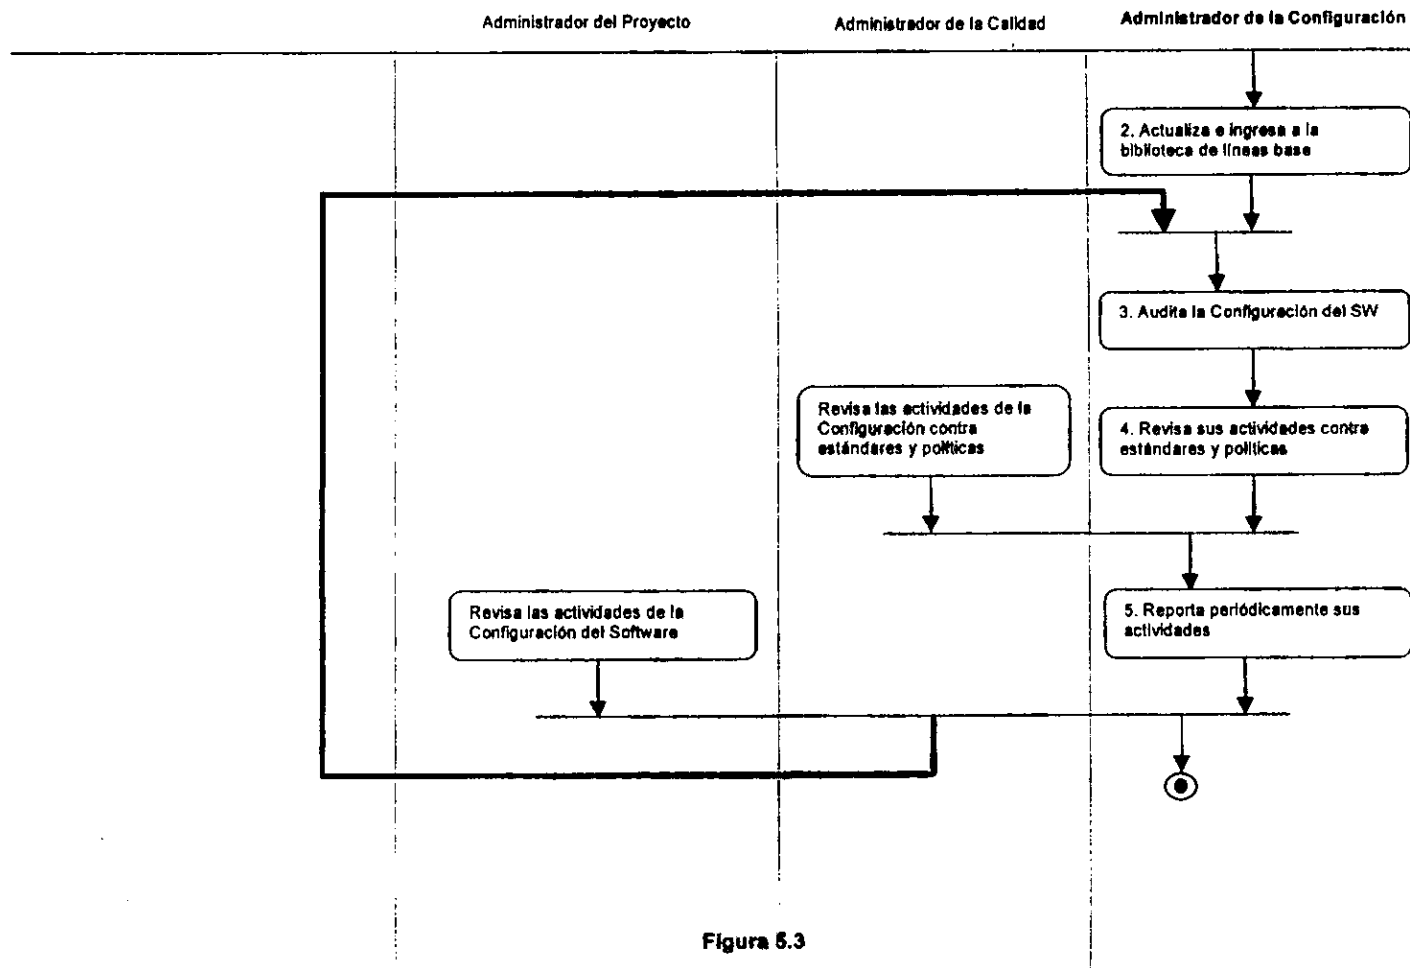 Administrador del Proyecto
Administrador de la Calidad
Administrador de la Configuración
2. Actualiza e ingresa a la
biblioteca de líneas base
3. Audita la Configuración del SW
Revisa las actividades de la
Configuración contra
estándares y políticas
4. Revisa sus actividades contra
estándares y políticas
Revisa las actividades de la
Configuración del Software
5. Reporta periódicamente sus
actividades
Figura 5.3